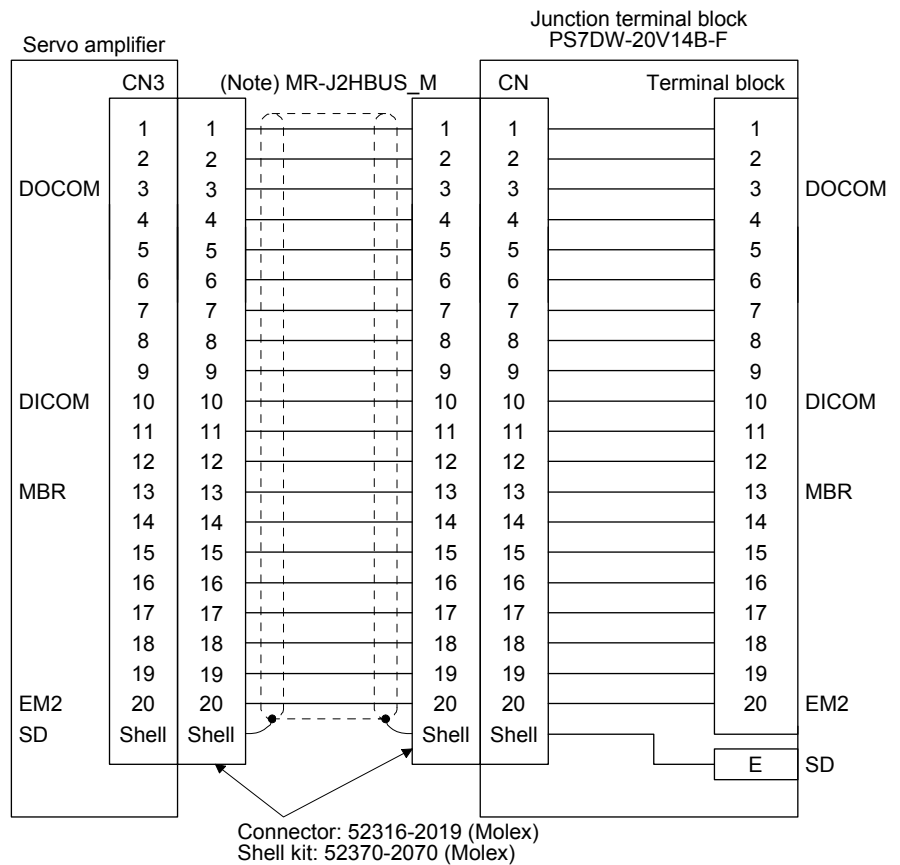 Junction terminal block
PS7DW-20V14B-F
Servo amplifier
CN3 (Note) MR-J2HBUS_M CN Terminal block
1 1 1 1 1
2 2 2 2 2
DOCOM 3 3 3 3 3 DOCOM
4 4 4 4 4
5 5 5 5 5
6 6 6 6 6
7 7 7 7 7
8 8 8 8 8
9 9 9 9 9
DICOM 10 10 10 10 10 DICOM
11 11 11 11 11
12 12 12 12 12
MBR 13 13 13 13 13 MBR
14 14 14 14 14
15 15 15 15 15
16 16 16 16 16
17 17 17 17 17
18 18 18 18 18
19 19 19 19 19
EM2 20 20 20 20 20 EM2
SD Shell Shell Shell Shell
E SD
Connector: 52316-2019 (Molex)
Shell kit: 52370-2070 (Molex)